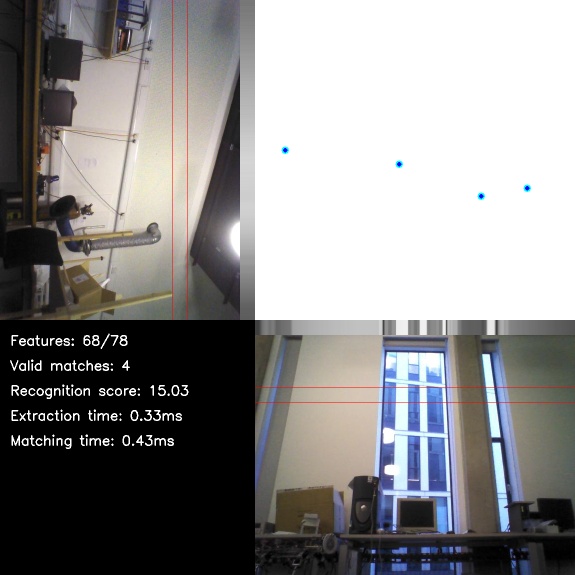 Features: 68/78
Valid matches: 4
Recognition score: 15.03
Extraction time: 0.33ms
Matching time: 0.43ms